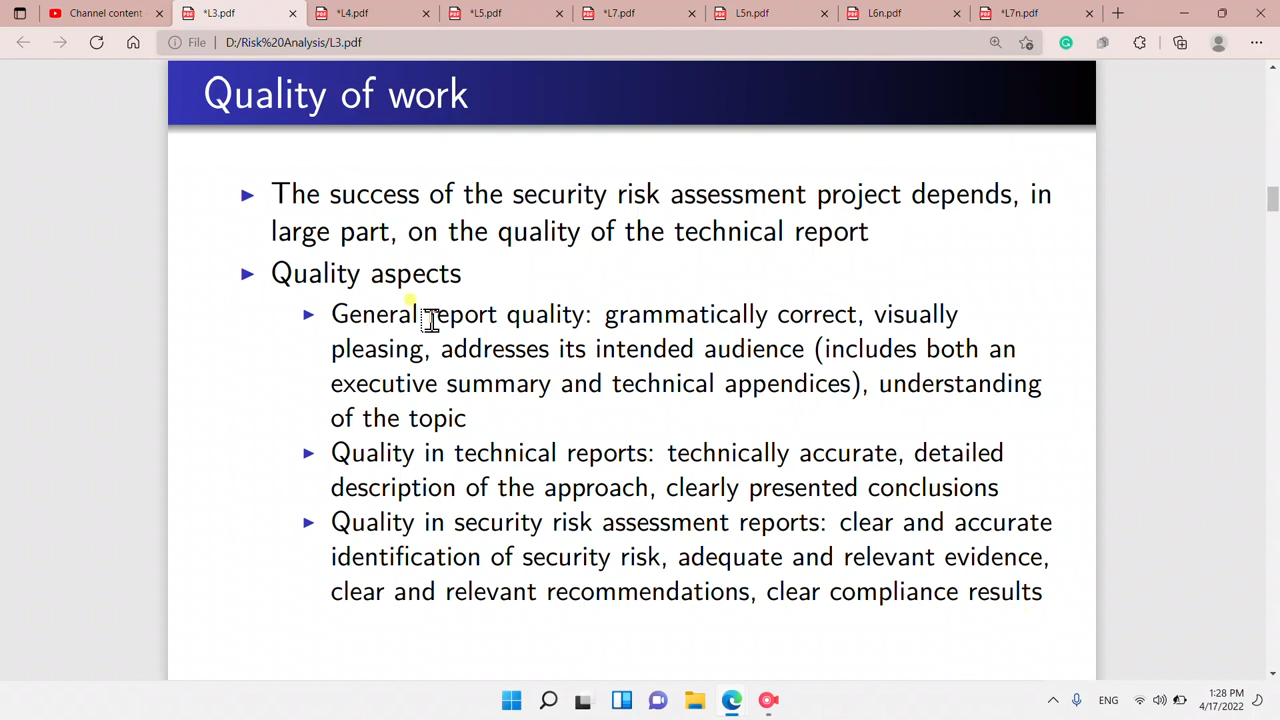 Channel content
*L3.pdf
*L4.pdf
*L5.pdf
*L7.pdf
L5n.pdf
L6n.pdf
*L7n.pdf
File
D:/Risk%20Analysis/L3.pdf
Quality of work
The success of the security risk assessment project depends, in
large part, on the quality of the technical report
Quality aspects
General report quality: grammatically correct, visually
pleasing, addresses its intended audience (includes both an
executive summary and technical appendices), understanding
of the topic
Quality in technical reports: technically accurate, detailed
description of the approach, clearly presented conclusions
Quality in security risk assessment reports: clear and accurate
identification of security risk, adequate and relevant evidence,
clear and relevant recommendations, clear compliance results
ENG
1:28 PM
4/17/2022